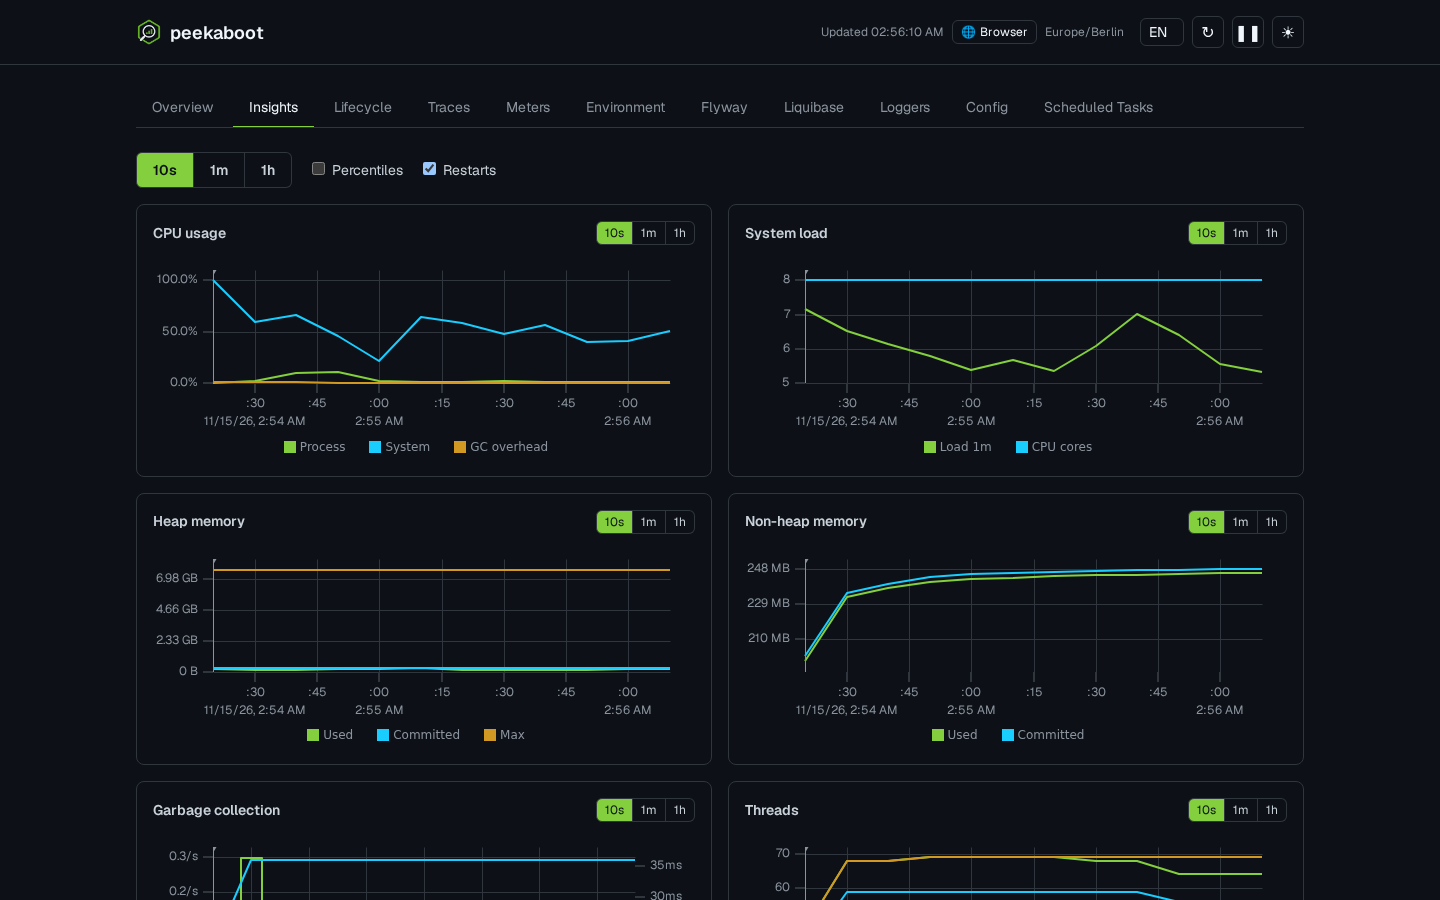 peekaboot
Updated 02:56:10 AM
🌐 Browser
Europe/Berlin
EN
Overview Insights Lifecycle Traces Meters Environment Flyway Liquibase Loggers Config Scheduled Tasks
10s 1m 1h
Percentiles Restarts
CPU usage
10s 1m 1h
100.0%
50.0%
0.0%
:30 :45 :00 :15 :30 :45 :00
11/15/26, 2:54 AM 2:55 AM 2:56 AM
Process System GC overhead
System load
10s 1m 1h
8
7
6
5
:30 :45 :00 :15 :30 :45 :00
11/15/26, 2:54 AM 2:55 AM 2:56 AM
Load 1m CPU cores
Heap memory
10s 1m 1h
6.98 GB
4.66 GB
2.33 GB
0 B
:30 :45 :00 :15 :30 :45 :00
11/15/26, 2:54 AM 2:55 AM 2:56 AM
Used Committed Max
Non-heap memory
10s 1m 1h
248 MB
229 MB
210 MB
:30 :45 :00 :15 :30 :45 :00
11/15/26, 2:54 AM 2:55 AM 2:56 AM
Used Committed
Garbage collection
10s 1m 1h
0.3/s
0.2/s
35ms
30ms
Threads
10s 1m 1h
70
60